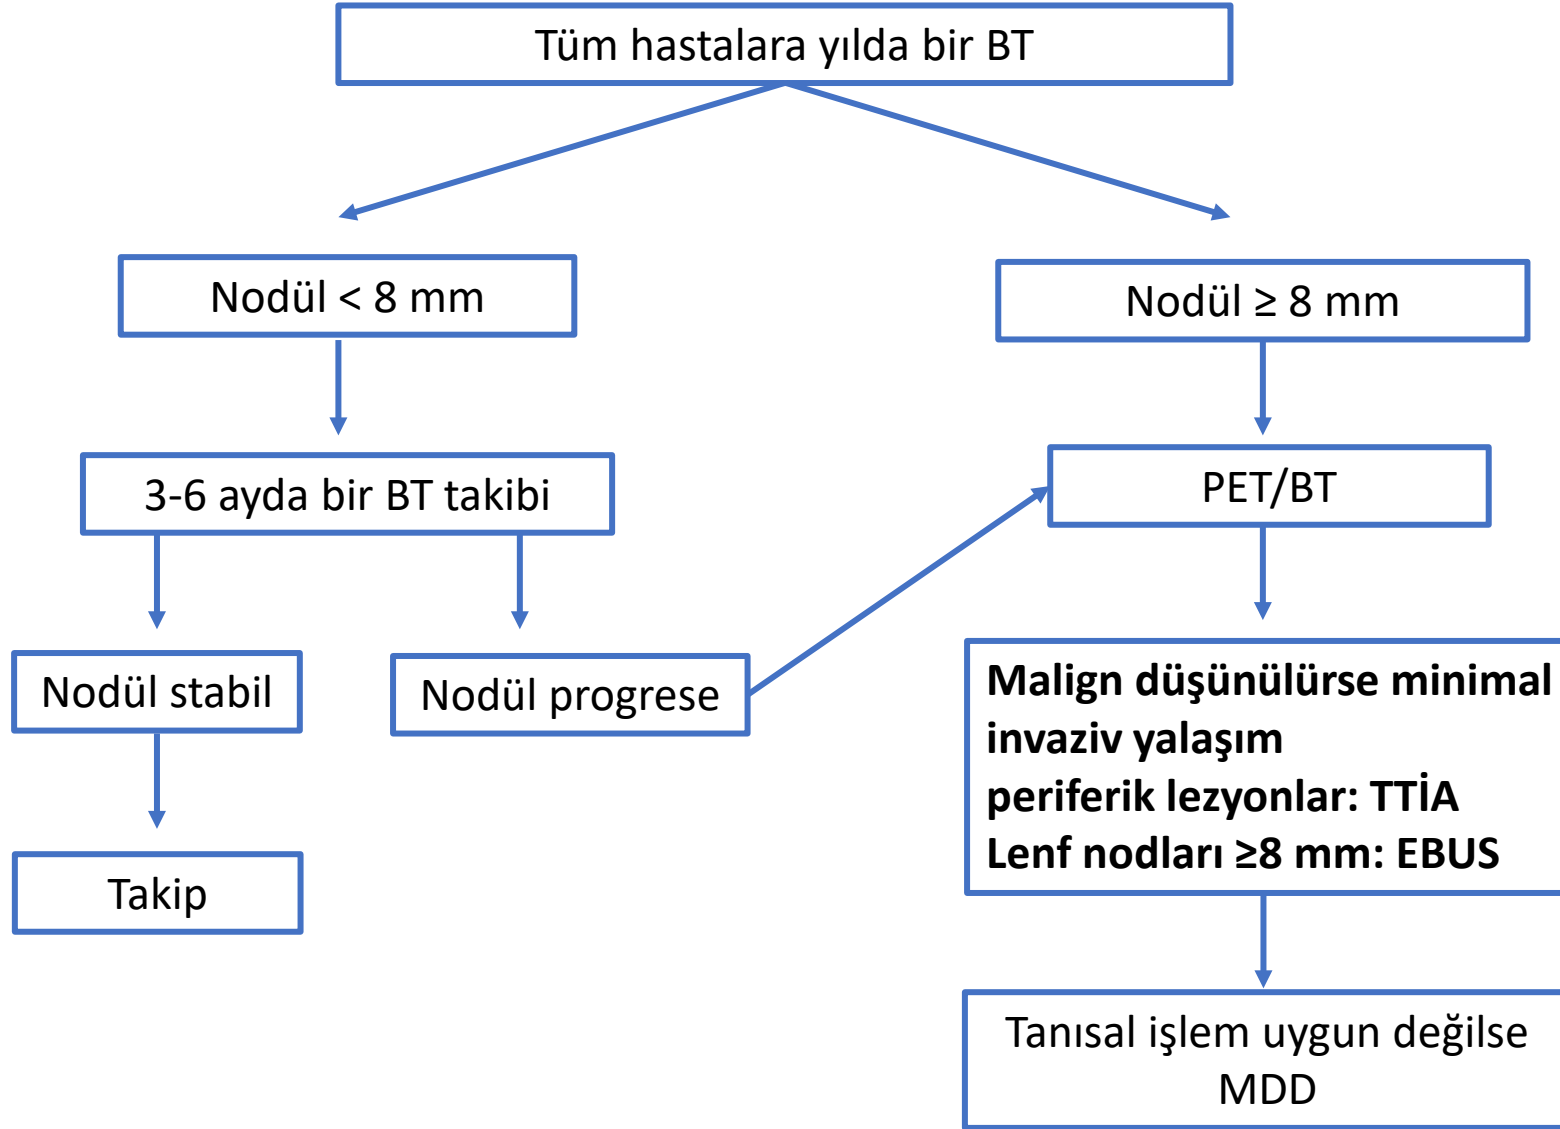 Tüm hastalara yılda bir BT
Nodül < 8 mm
Nodül ≥ 8 mm
3-6 ayda bir BT takibi
PET/BT
Nodül stabil
Nodül progrese
Malign düşünülürse minimal
invaziv yalaşım
periferik lezyonlar: TTİA
Lenf nodları ≥8 mm: EBUS
Takip
Tanısal işlem uygun değilse
MDD